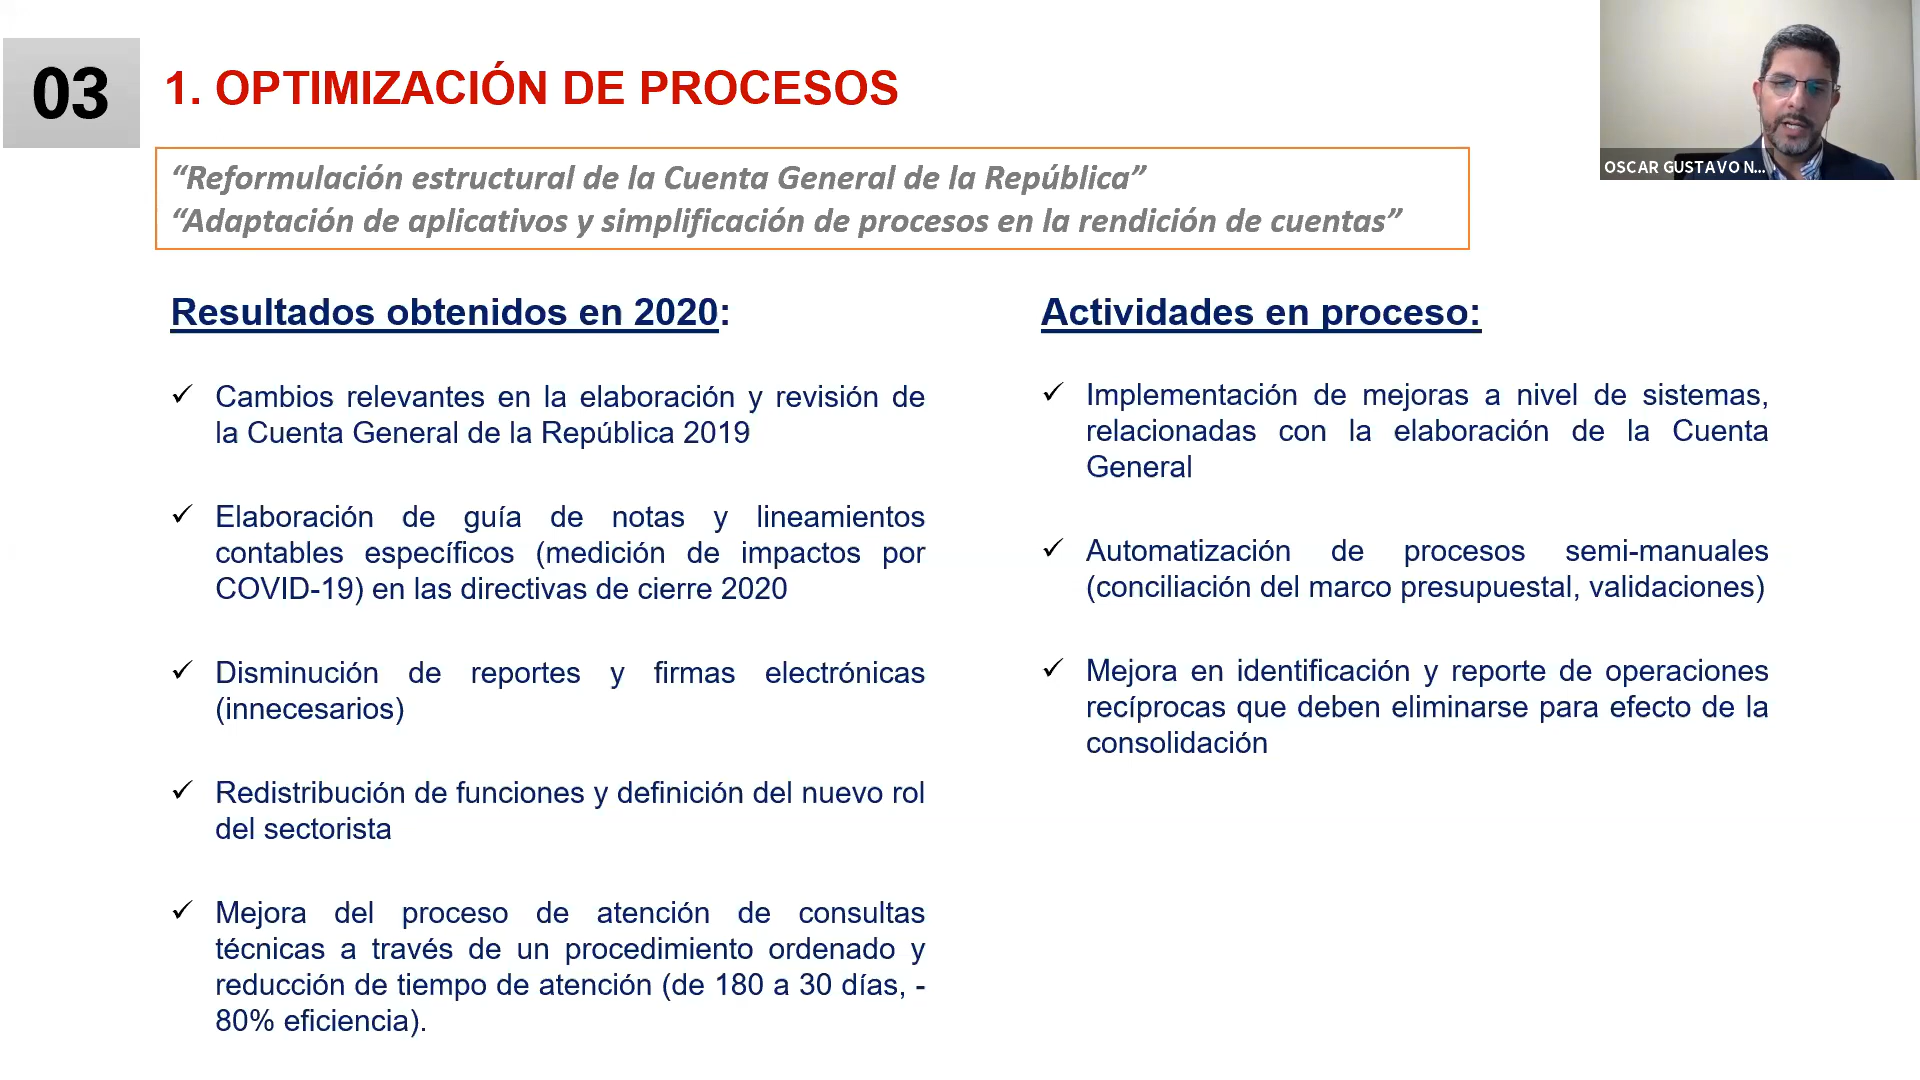 03
1. OPTIMIZACIÓN DE PROCESOS
“Reformulación estructural de la Cuenta General de la República”
“Adaptación de aplicativos y simplificación de procesos en la rendición de cuentas”
OSCAR GUSTAVO N...
Resultados obtenidos en 2020:
✓ Cambios relevantes en la elaboración y revisión de
la Cuenta General de la República 2019
✓ Elaboración de guía de notas y lineamientos
contables específicos (medición de impactos por
COVID-19) en las directivas de cierre 2020
✓ Disminución de reportes y firmas electrónicas
(innecesarios)
✓ Redistribución de funciones y definición del nuevo rol
del sectorista
✓ Mejora del proceso de atención de consultas
técnicas a través de un procedimiento ordenado y
reducción de tiempo de atención (de 180 a 30 días, -
80% eficiencia).
Actividades en proceso:
✓ Implementación de mejoras a nivel de sistemas,
relacionadas con la elaboración de la Cuenta
General
✓ Automatización de procesos semi-manuales
(conciliación del marco presupuestal, validaciones)
✓ Mejora en identificación y reporte de operaciones
recíprocas que deben eliminarse para efecto de la
consolidación